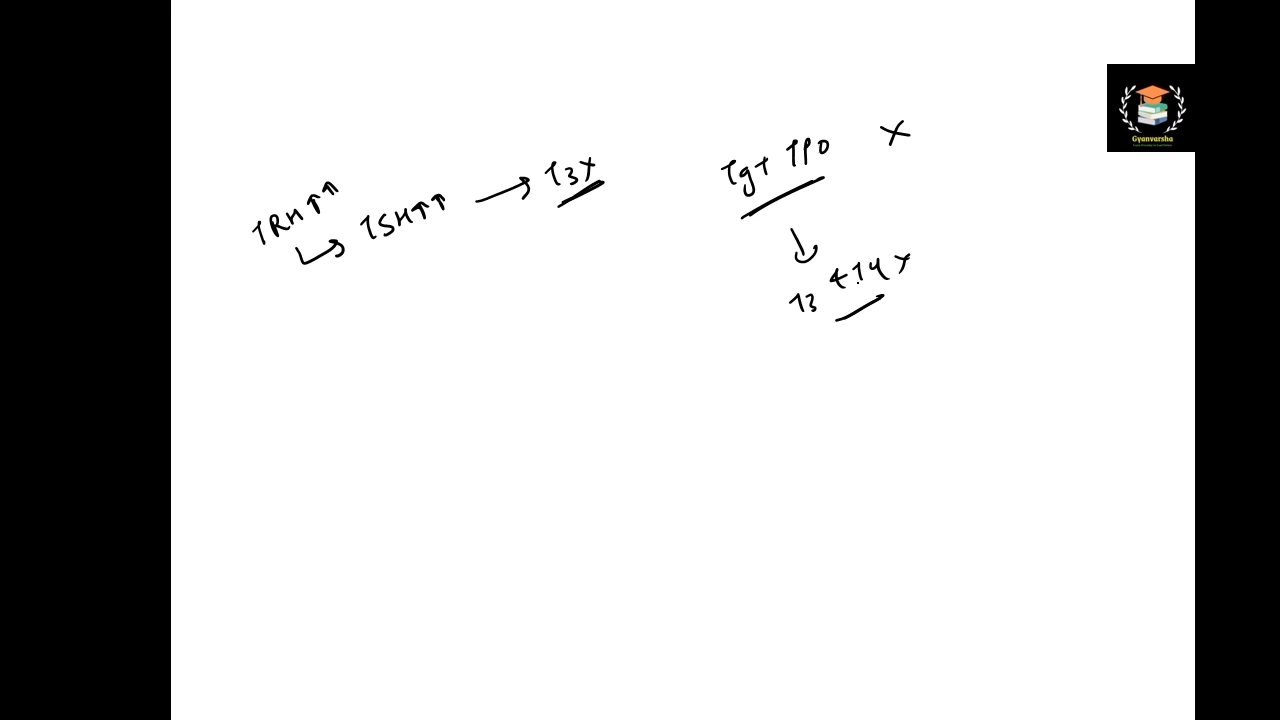 TRH↑↑
↳ TSH↑↑ → T3 X
Tg + TPO X
↓
T3 & T4 X
Gyanvarsha